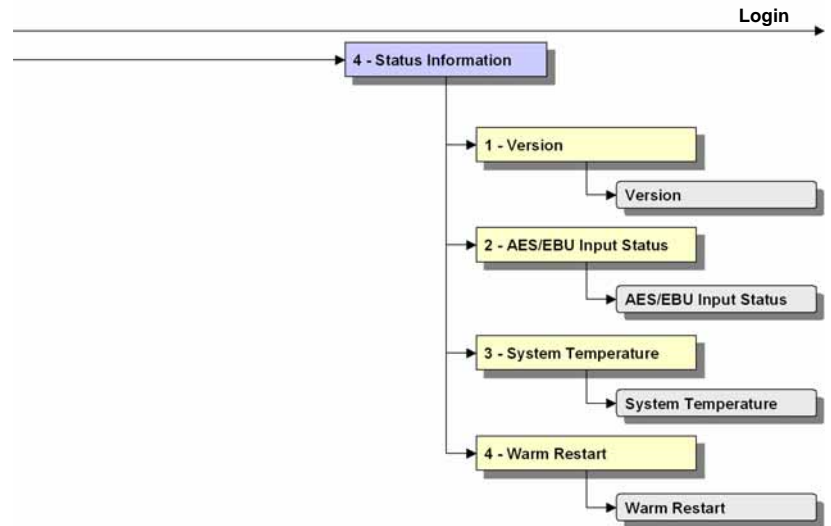 Login
4 - Status Information
1 - Version
Version
2 - AES/EBU Input Status
AES/EBU Input Status
3 - System Temperature
System Temperature
4 - Warm Restart
Warm Restart